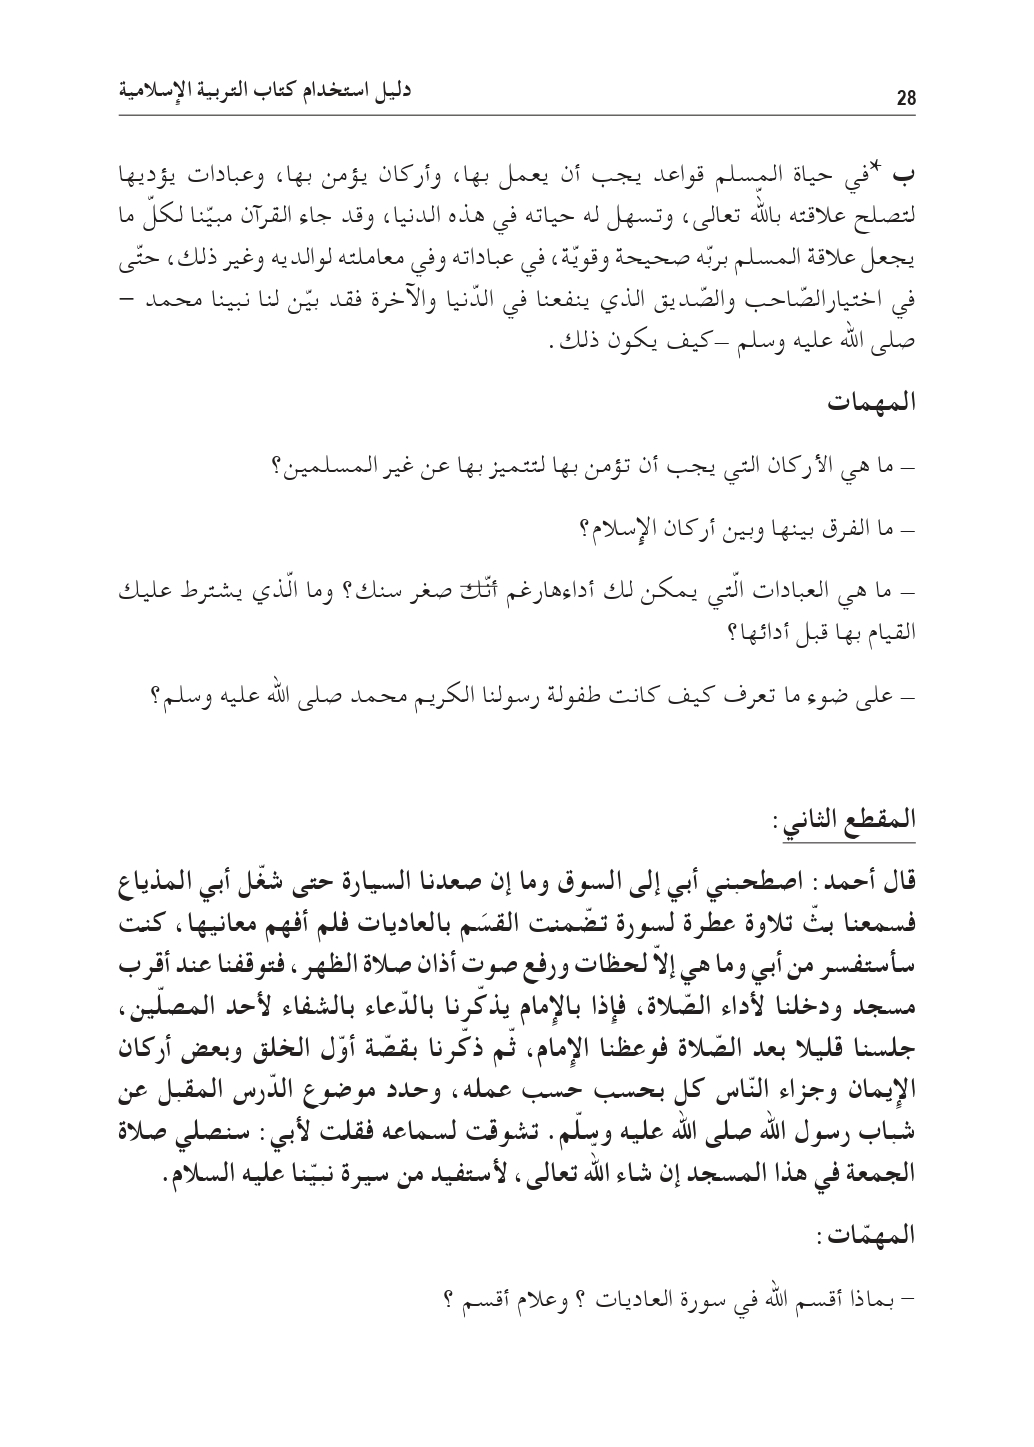 28
دليل استخدام كتاب التربية الإسلامية
ب *في حياة المسلم قواعد يجب أن يعمل بها، وأركان يؤمن بها، وعبادات يؤديها
لتصلح علاقته بالله تعالى، وتسهل له حياته في هذه الدنيا، وقد جاء القرآن مبيّنا لكلّ ما
يجعل علاقة المسلم بربّه صحيحة وقويّة، في عباداته وفي معاملته لوالديه وغير ذلك، حتّى
في اختيارالصّاحب والصّديق الذي ينفعنا في الدّنيا والآخرة فقد بيّن لنا نبينا محمد –
صلى الله عليه وسلم –كيف يكون ذلك.
المهمات
– ما هي الأركان التي يجب أن تؤمن بها لتتميز بها عن غير المسلمين؟
– ما الفرق بينها وبين أركان الإسلام؟
– ما هي العبادات الّتي يمكن لك أداءهارغم أنّك صغر سنك؟ وما الّذي يشترط عليك
القيام بها قبل أدائها؟
– على ضوء ما تعرف كيف كانت طفولة رسولنا الكريم محمد صلى الله عليه وسلم؟
المقطع الثاني:
قال أحمد: اصطحبني أبي إلى السوق وما إن صعدنا السيارة حتى شغّل أبي المذياع
فسمعنا بثّ تلاوة عطرة لسورة تضّمنت القسَم بالعاديات فلم أفهم معانيها، كنت
سأستفسر من أبي وما هي إلاّ لحظات ورفع صوت أذان صلاة الظهر، فتوقفنا عند أقرب
مسجد ودخلنا لأداء الصّلاة، فإذا بالإمام يذكّرنا بالدّعاء بالشفاء لأحد المصلّين،
جلسنا قليلا بعد الصّلاة فوعظنا الإمام، ثّم ذكّرنا بقصّة أوّل الخلق وبعض أركان
الإيمان وجزاء النّاس كل بحسب حسب عمله، وحدد موضوع الدّرس المقبل عن
شباب رسول الله صلى الله عليه وسلّم. تشوقت لسماعه فقلت لأبي: سنصلي صلاة
الجمعة في هذا المسجد إن شاء الله تعالى، لأستفيد من سيرة نبيّنا عليه السلام.
المهمّات:
– بماذا أقسم الله في سورة العاديات ؟ وعلام أقسم ؟